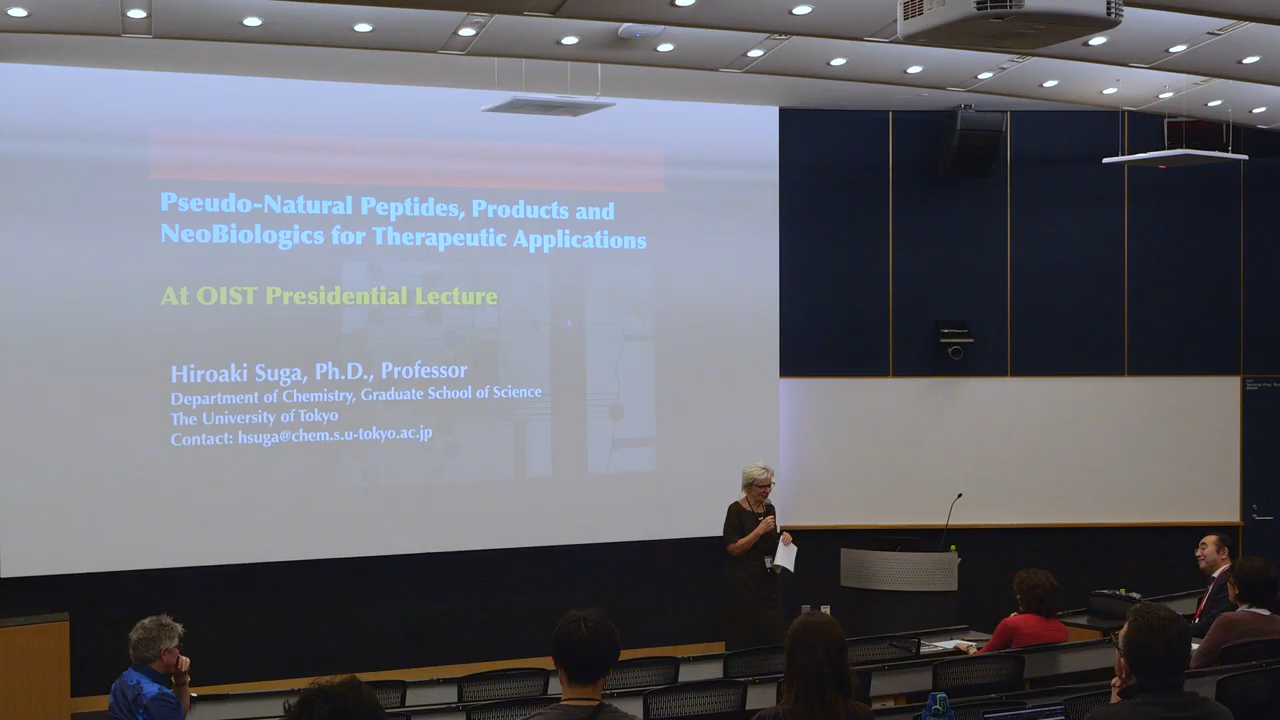 Pseudo-Natural Peptides, Products and
NeoBiologics for Therapeutic Applications
At OIST Presidential Lecture
Hiroaki Suga, Ph.D., Professor
Department of Chemistry, Graduate School of Science
The University of Tokyo
Contact: hsuga@chem.s.u-tokyo.ac.jp